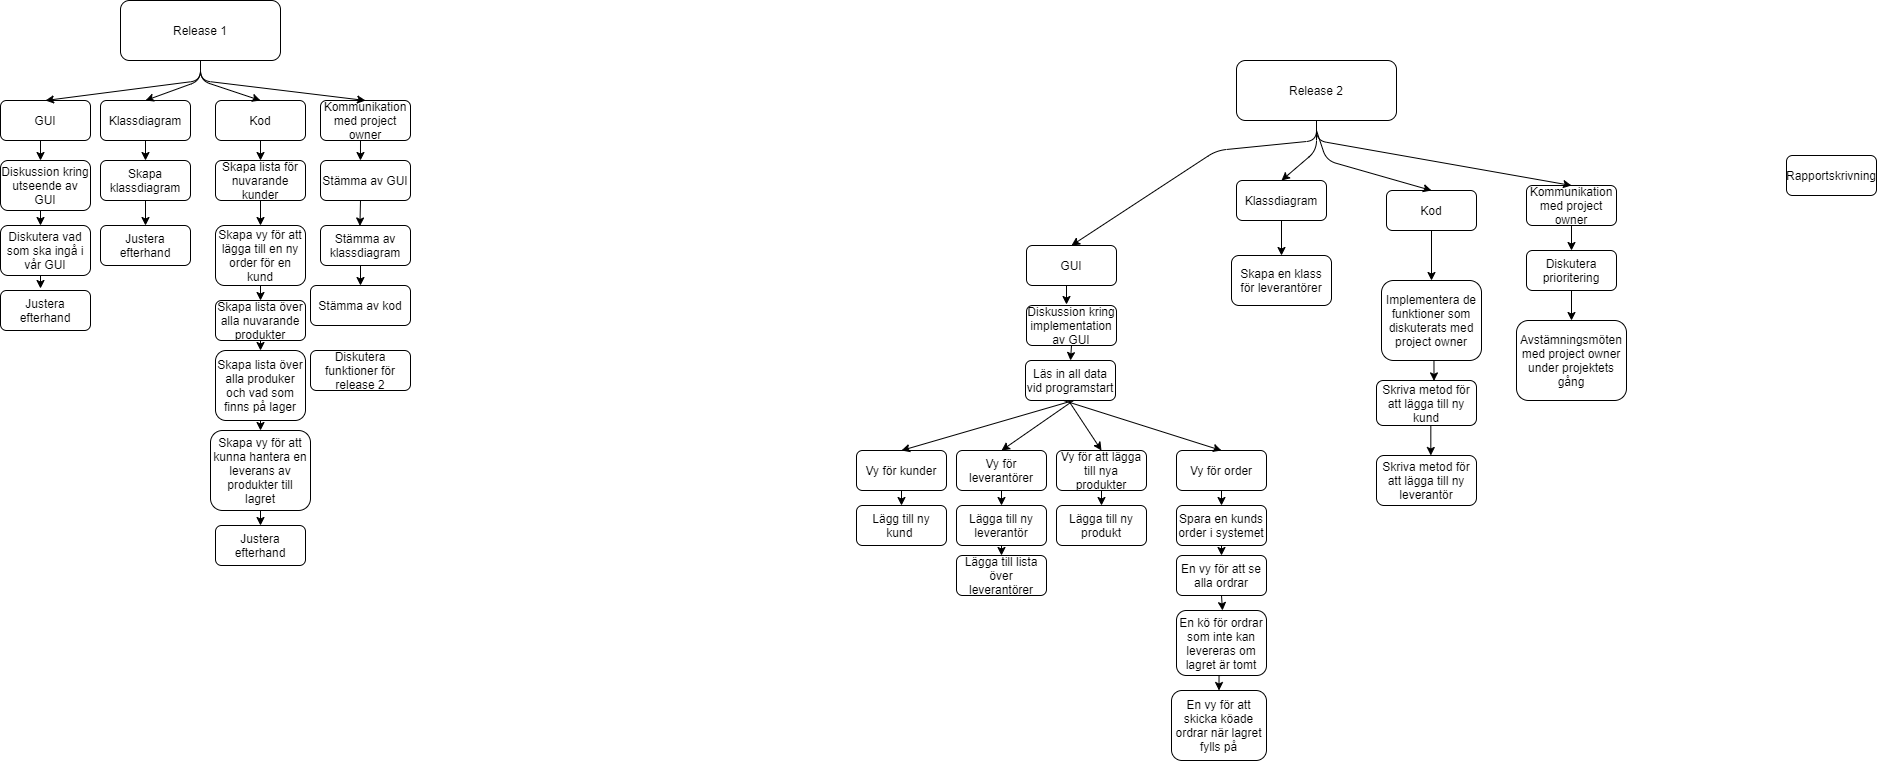 Release 1
GUI
Diskussion kring
utseende av
GUI
Diskutera vad
som ska ingå i
vår GUI
Justera
efterhand
Klassdiagram
Skapa
klassdiagram
Justera
efterhand
Kod
Skapa lista för
nuvarande
kunder
Skapa vy för att
lägga till en ny
order för en
kund
Skapa lista över
alla nuvarande
produkter
Skapa lista över
alla produker
och vad som
finns på lager
Skapa vy för att
kunna hantera en
leverans av
produkter till
lagret
Justera
efterhand
Kommunikation
med project
owner
Stämma av GUI
Stämma av
klassdiagram
Stämma av kod
Diskutera
funktioner för
release 2
Release 2
GUI
Diskussion kring
implementation
av GUI
Läs in all data
vid programstart
Vy för kunder
Lägg till ny
kund
Vy för
leverantörer
Lägga till ny
leverantör
Lägga till lista
över
leverantörer
Vy för att lägga
till nya
produkter
Lägga till ny
produkt
Vy för order
Spara en kunds
order i systemet
En vy för att se
alla ordrar
En kö för ordrar
som inte kan
levereras om
lagret är tomt
En vy för att
skicka köade
ordrar när lagret
fylls på
Klassdiagram
Skapa en klass
för leverantörer
Kod
Implementera de
funktioner som
diskuterats med
project owner
Skriva metod för
att lägga till ny
kund
Skriva metod för
att lägga till ny
leverantör
Kommunikation
med project
owner
Diskutera
prioritering
Avstämningsmöten
med project owner
under projektets
gång
Rapportskrivning